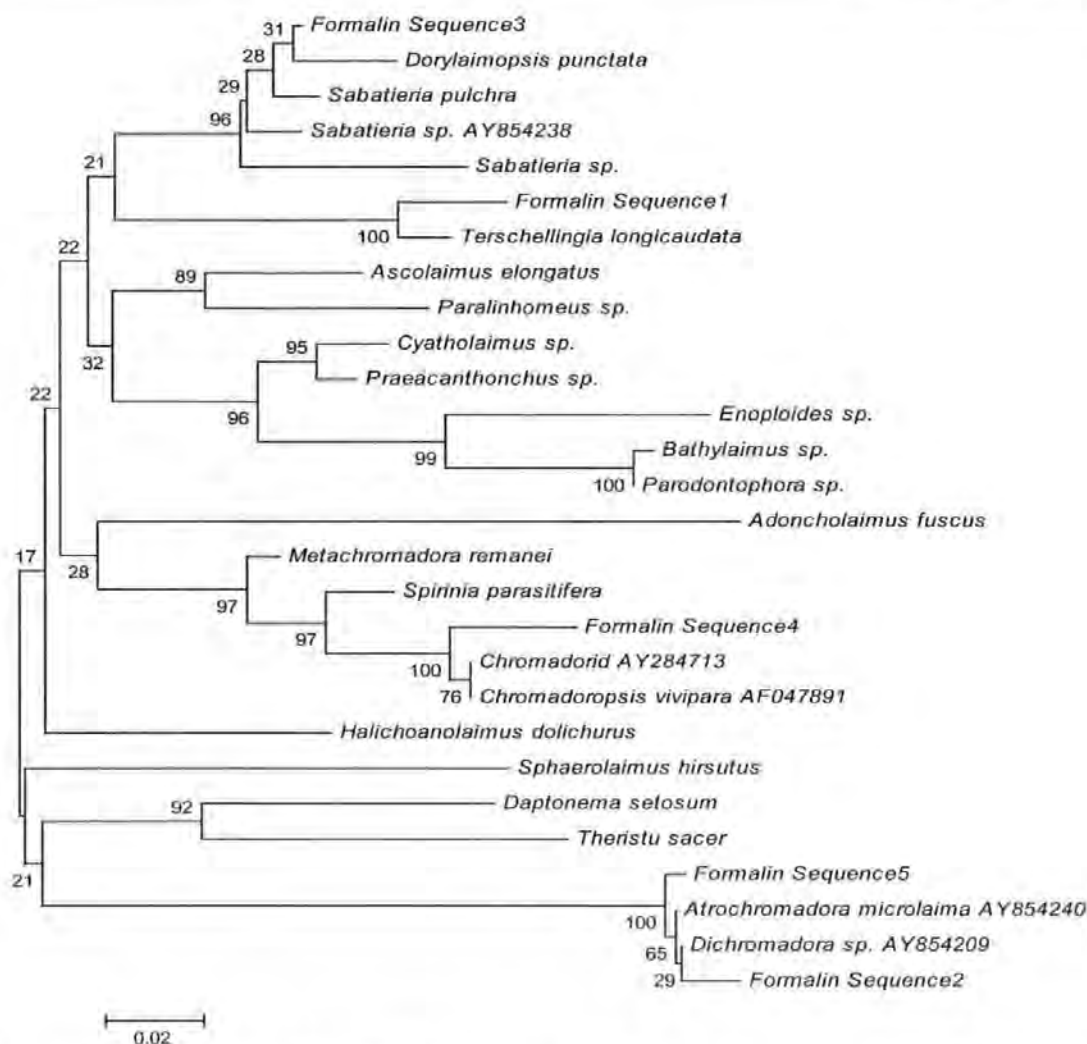 31
Formalin Sequence3
28
Dorylaimopsis punctata
29
Sabatieria pulchra
96
Sabatieria sp. AY854238
21
Sabatieria sp.
Formalin Sequence1
100
Terschellingia longicaudata
22
89
Ascolaimus elongatus
Paralinhomeus sp.
32
95
Cyatholaimus sp.
Praeacanthonchus sp.
22
96
Enoploides sp.
99
Bathylaimus sp.
100
Parodontophora sp.
Adoncholaimus fuscus
17
28
Metachromadora remanei
97
Spirinia parasitifera
97
Formalin Sequence4
100
Chromadorid AY284713
76
Chromadoropsis vivipara AF047891
Halichoanolaimus dolichurus
Sphaerolaimus hirsutus
92
Daptonema setosum
Theristu sacer
21
Formalin Sequence5
100
Atrochromadora microlaima AY854240
65
Dichromadora sp. AY854209
29
Formalin Sequence2
0.02